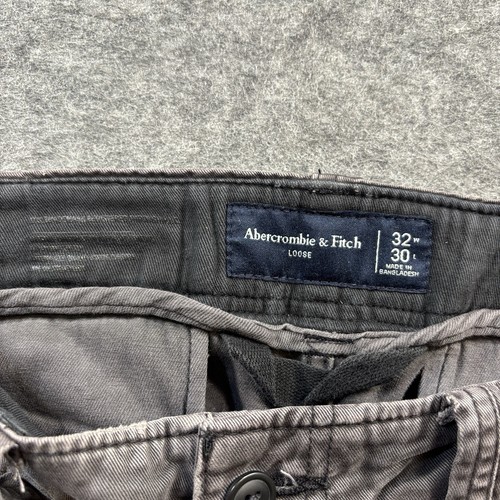 Abercrombie & Fitch
LOOSE
32 W
30 L
MADE IN
BANGLADESH